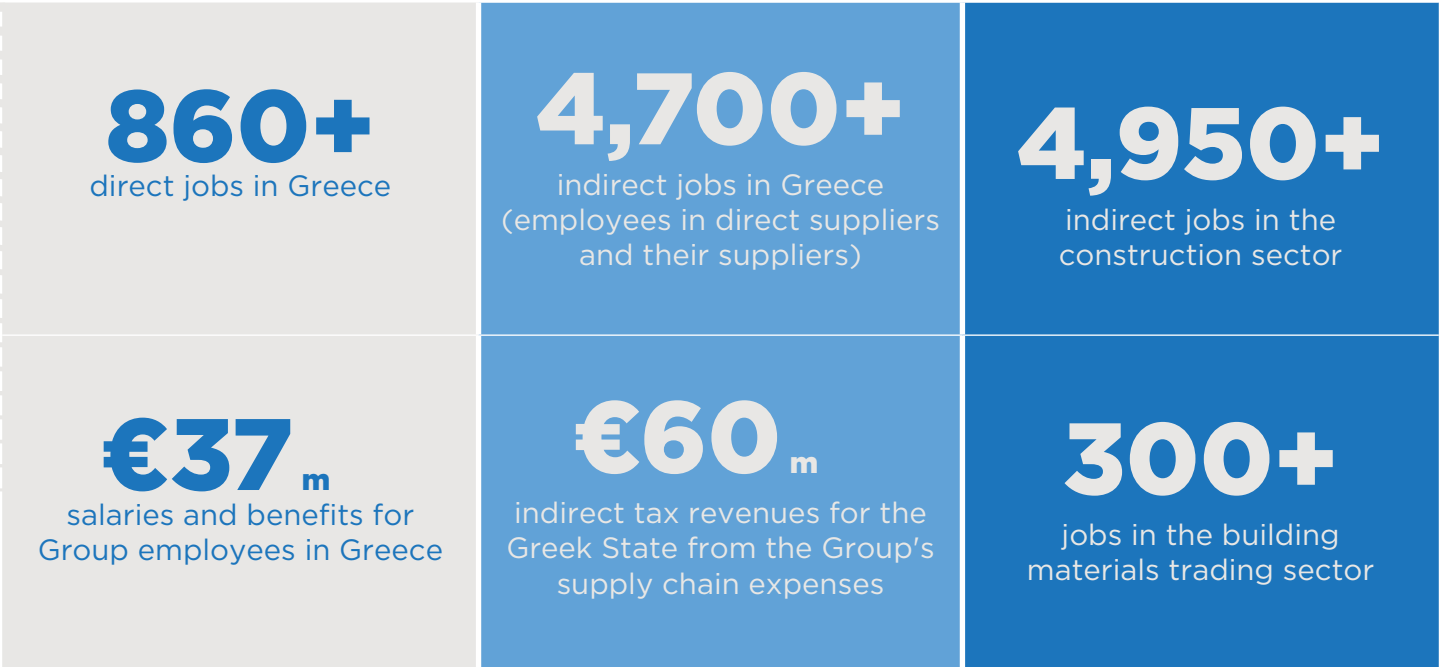 860+
direct jobs in Greece
4,700+
indirect jobs in Greece
(employees in direct suppliers
and their suppliers)
4,950+
indirect jobs in the
construction sector
€37 m
salaries and benefits for
Group employees in Greece
€60 m
indirect tax revenues for the
Greek State from the Group's
supply chain expenses
300+
jobs in the building
materials trading sector